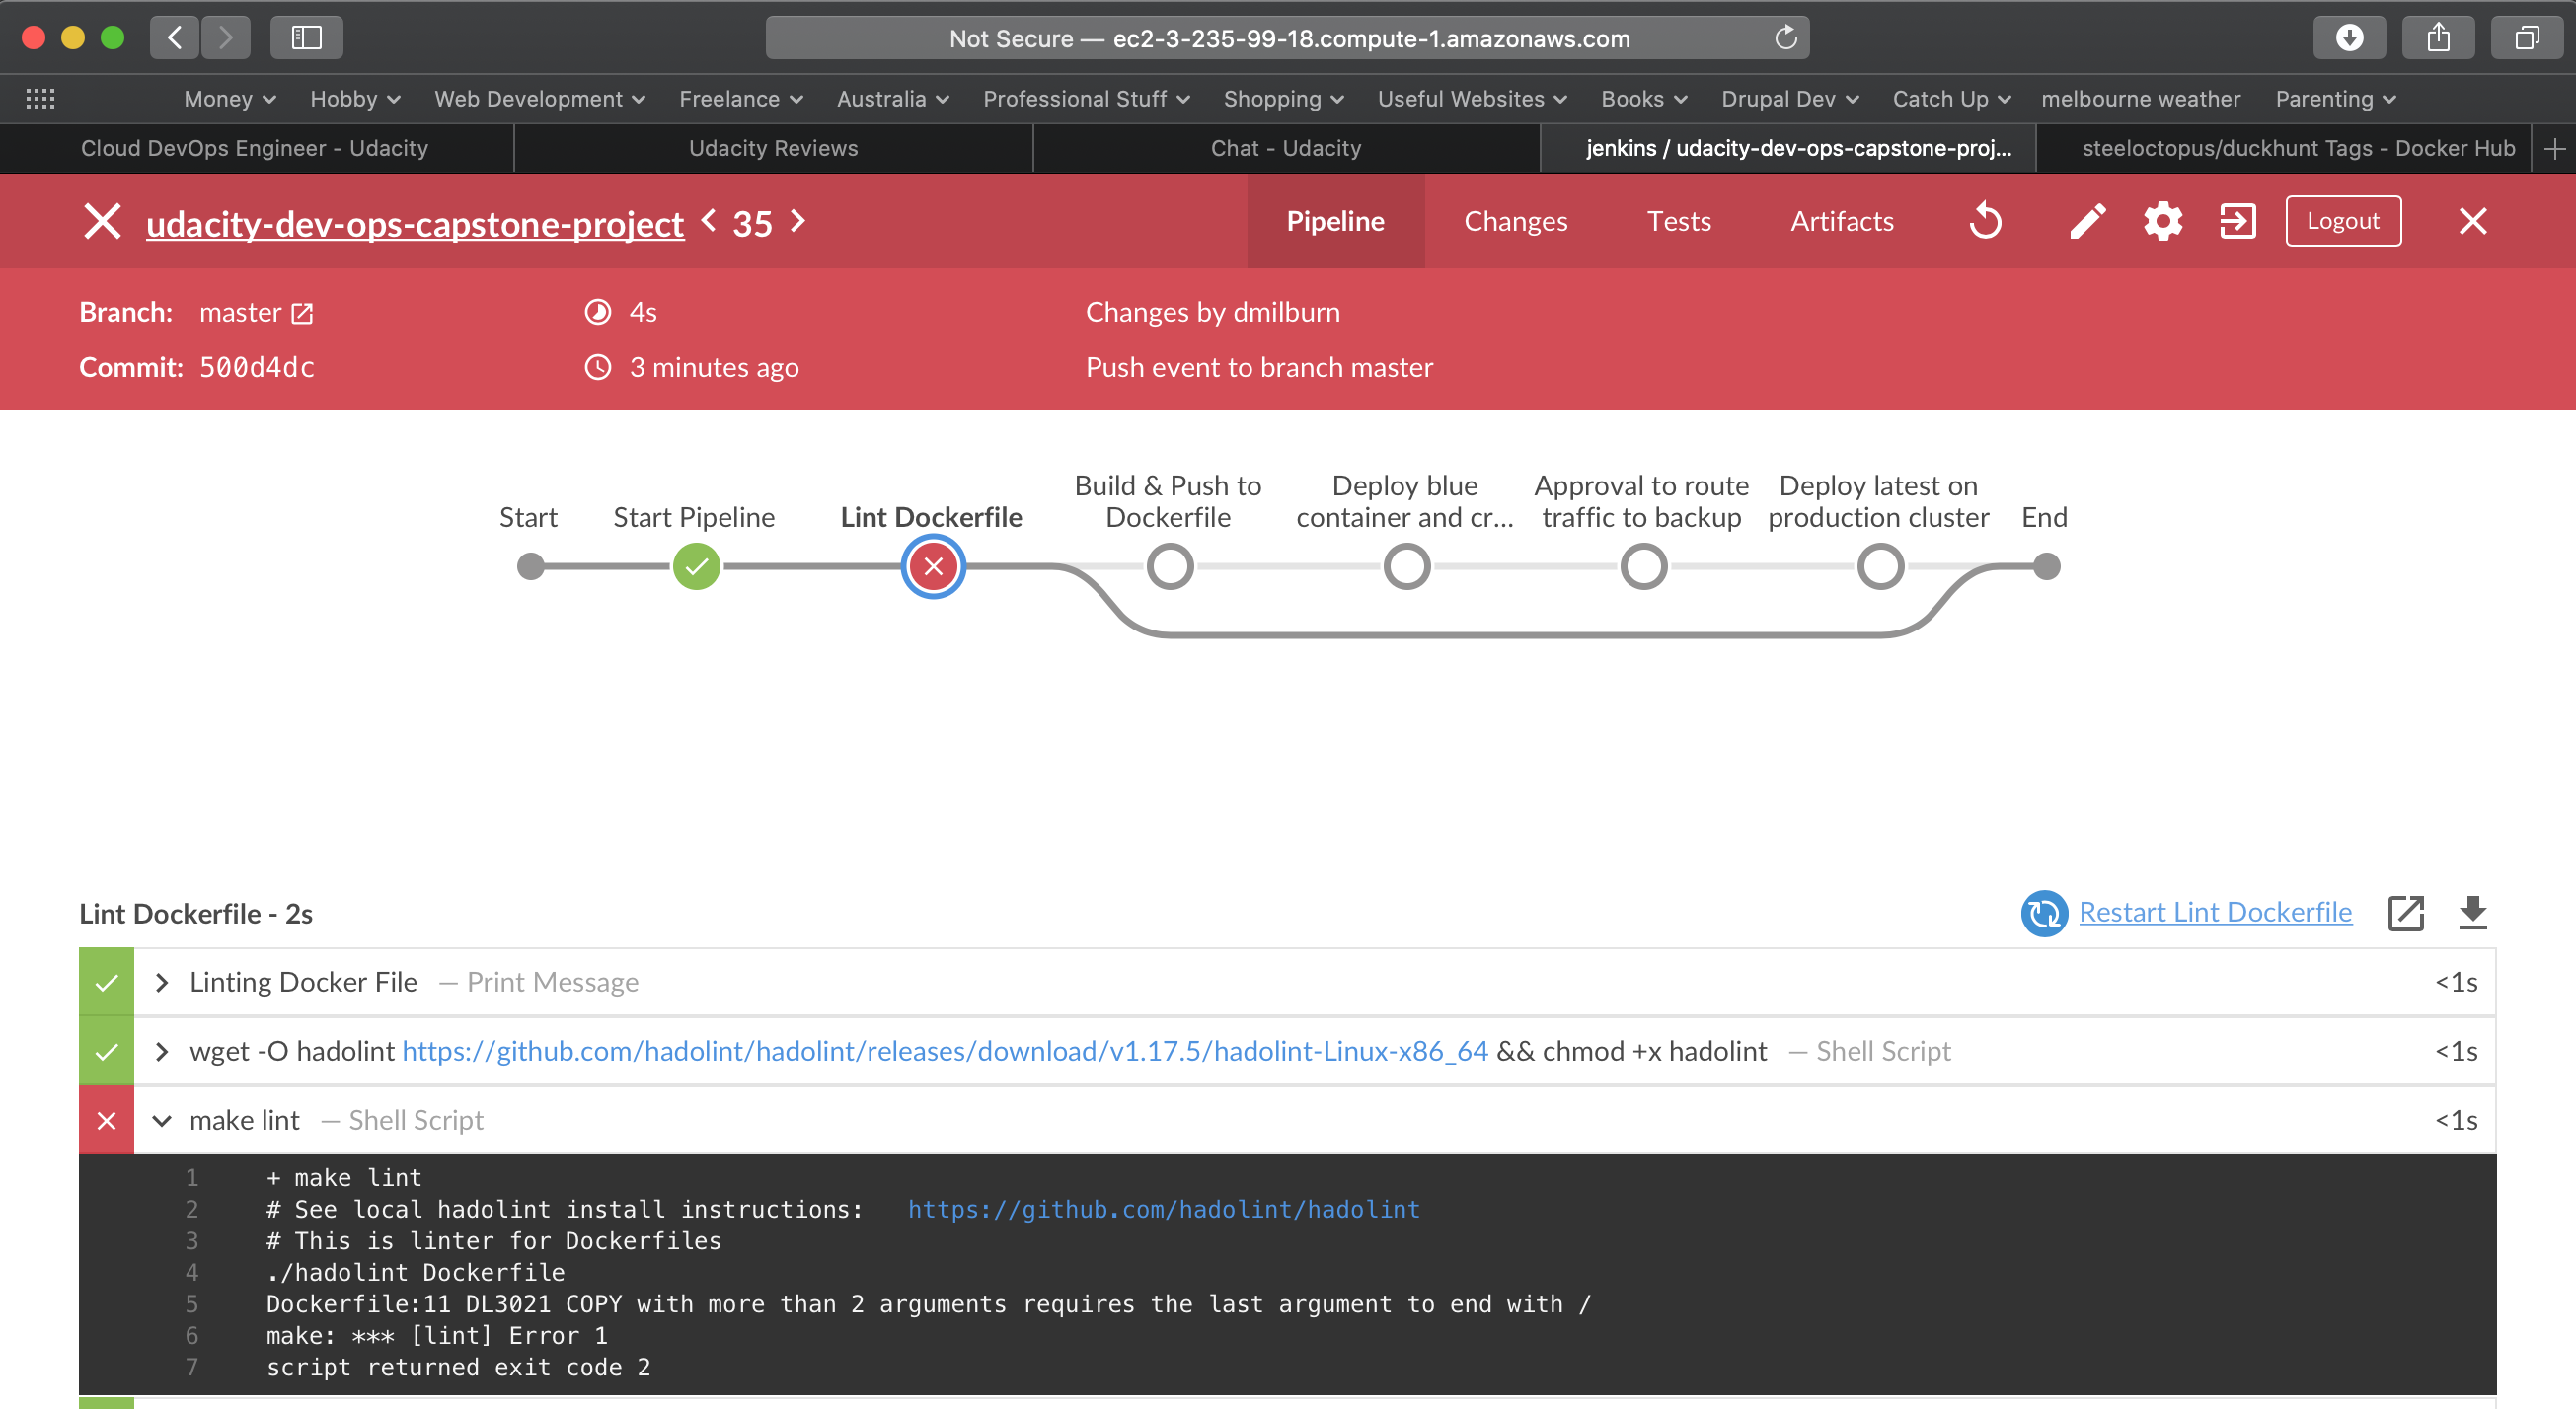 Not Secure — ec2-3-235-99-18.compute-1.amazonaws.com
Money Hobby Web Development Freelance Australia Professional Stuff Shopping Useful Websites Books Drupal Dev Catch Up melbourne weather Parenting
Cloud DevOps Engineer - Udacity Udacity Reviews Chat - Udacity jenkins / udacity-dev-ops-capstone-proj... steeloctopus/duckhunt Tags - Docker Hub
udacity-dev-ops-capstone-project < 35 > Pipeline Changes Tests Artifacts Logout
Branch: master 4s Changes by dmilburn
Commit: 500d4dc 3 minutes ago Push event to branch master
Build & Push to Deploy blue Approval to route Deploy latest on
Start Start Pipeline Lint Dockerfile Dockerfile container and cr... traffic to backup production cluster End
Lint Dockerfile - 2s Restart Lint Dockerfile
Linting Docker File — Print Message <1s
wget -O hadolint https://github.com/hadolint/hadolint/releases/download/v1.17.5/hadolint-Linux-x86_64 && chmod +x hadolint — Shell Script <1s
make lint — Shell Script <1s
1 + make lint
2 # See local hadolint install instructions: https://github.com/hadolint/hadolint
3 # This is linter for Dockerfiles
4 ./hadolint Dockerfile
5 Dockerfile:11 DL3021 COPY with more than 2 arguments requires the last argument to end with /
6 make: *** [lint] Error 1
7 script returned exit code 2